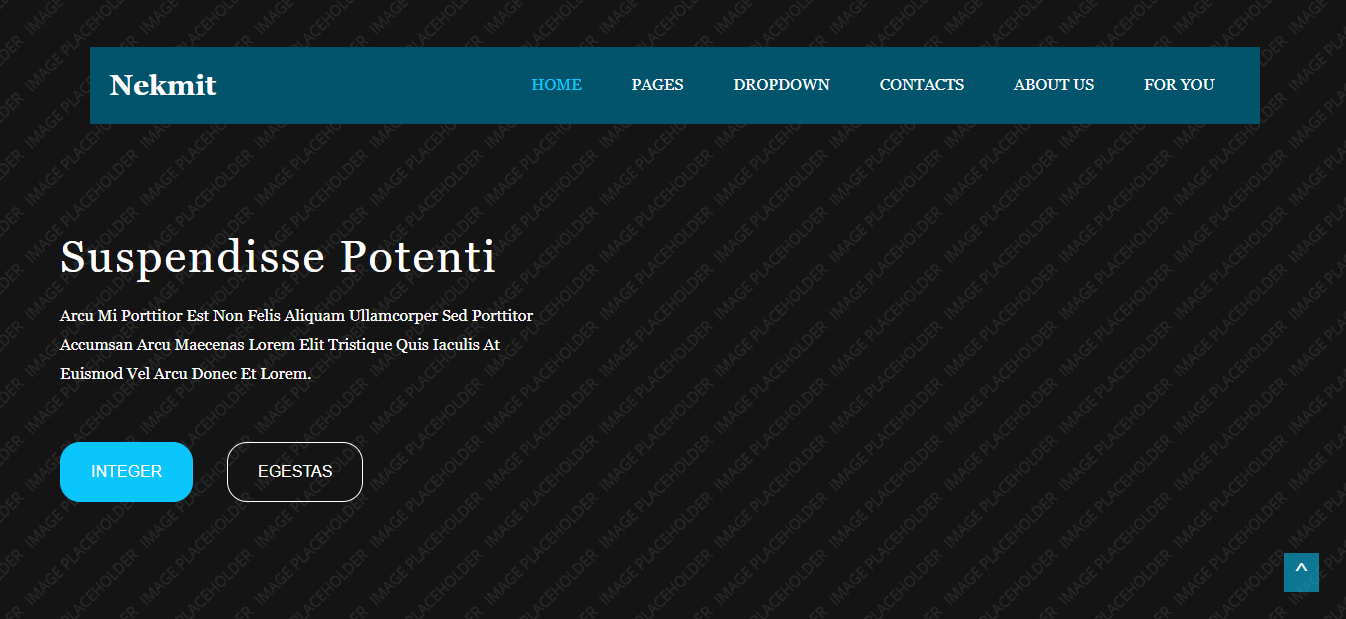 Nekmit
HOME PAGES DROPDOWN CONTACTS ABOUT US FOR YOU
Suspendisse Potenti
Arcu Mi Porttitor Est Non Felis Aliquam Ullamcorper Sed Porttitor
Accumsan Arcu Maecenas Lorem Elit Tristique Quis Iaculis At
Euismod Vel Arcu Donec Et Lorem.
INTEGER EGESTAS
^
IMAGE PLACEHOLDER